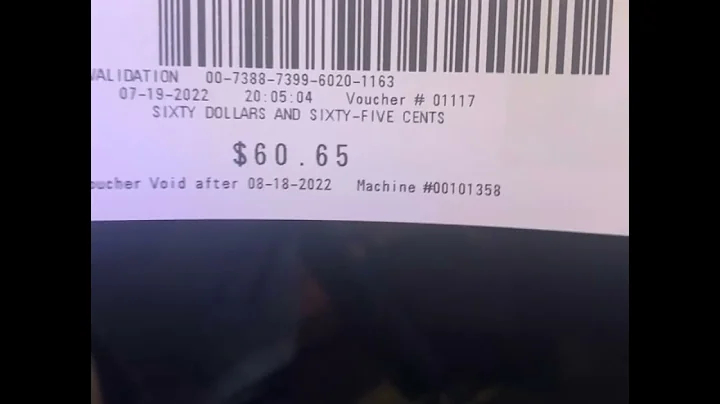 VALIDATION 00-7388-7399-6020-1163
07-19-2022 20:05:04 Voucher # 01117
SIXTY DOLLARS AND SIXTY-FIVE CENTS
$60.65
oucher Void after 08-18-2022 Machine #00101358